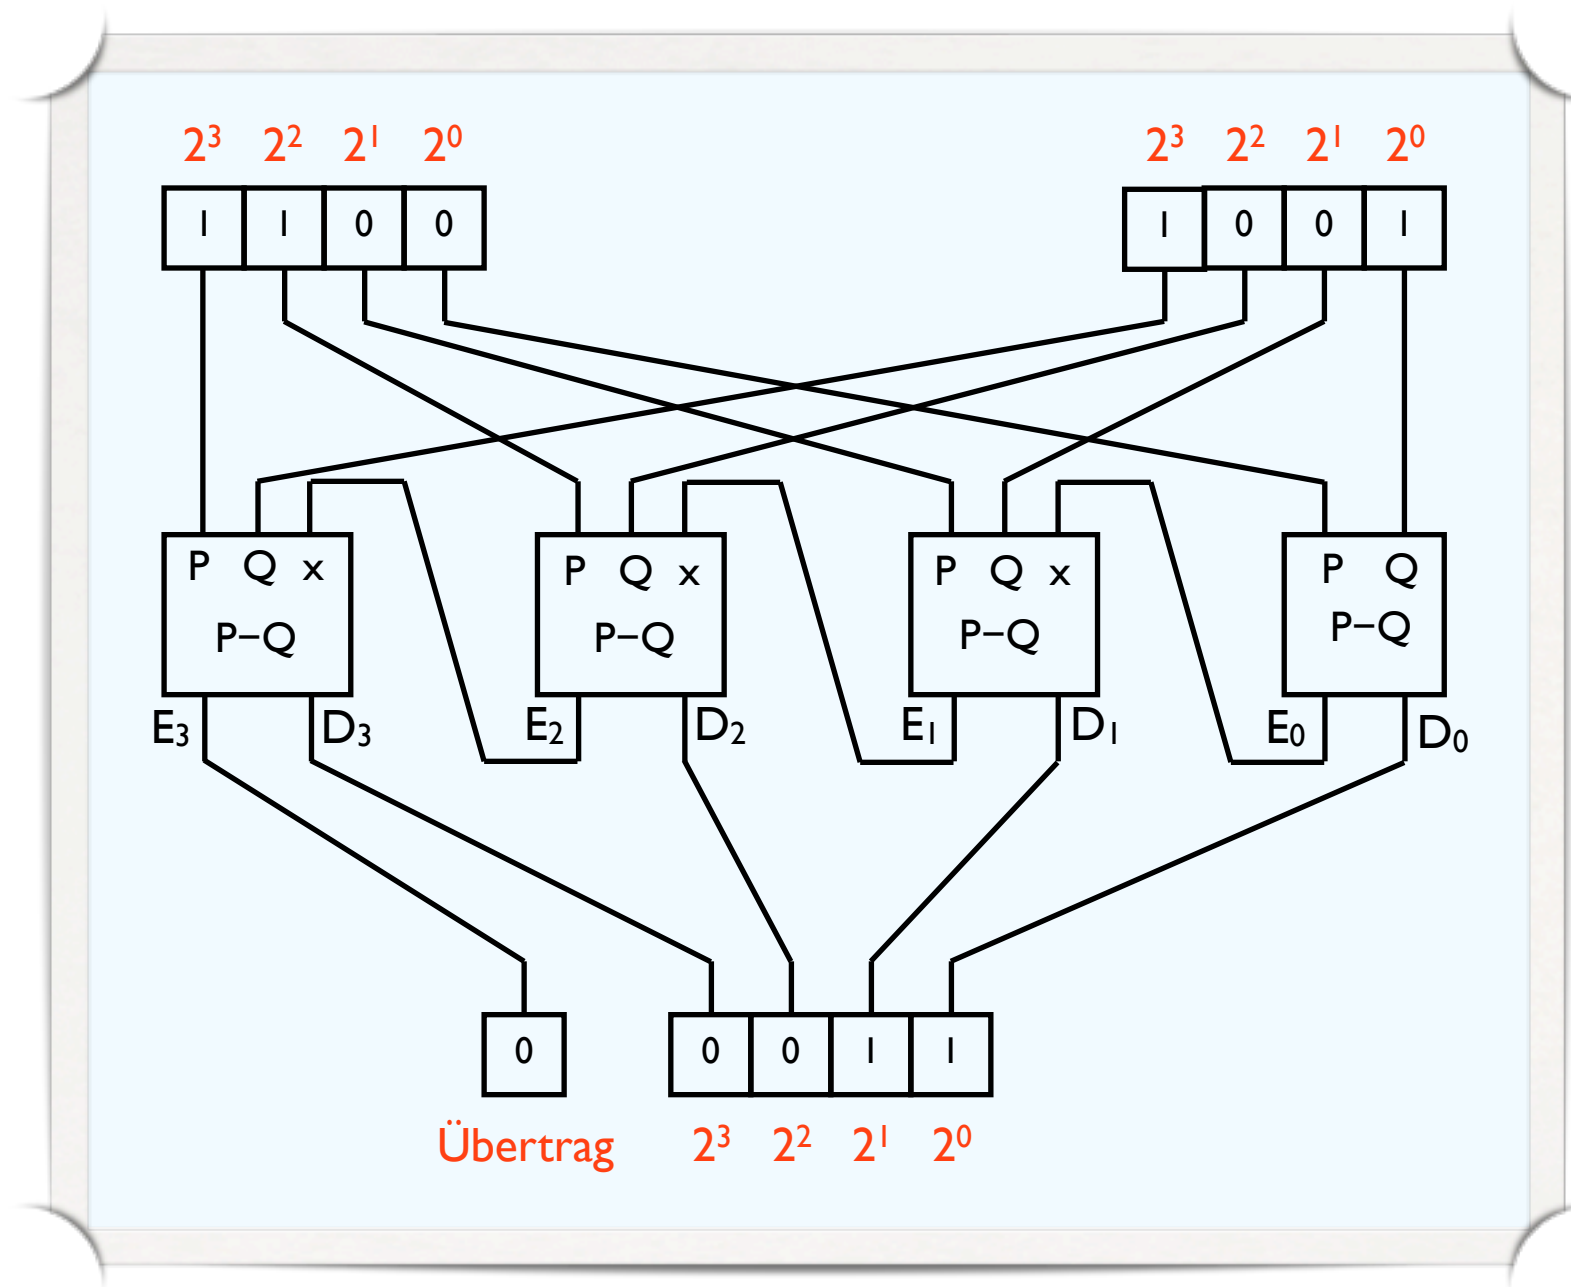 2³ 2² 2¹ 2⁰ 2³ 2² 2¹ 2⁰
1 1 0 0 1 0 0 1
P Q x P Q x P Q x P Q
P–Q P–Q P–Q P–Q
E₃ D₃ E₂ D₂ E₁ D₁ E₀ D₀
0 0 0 1 1
Übertrag 2³ 2² 2¹ 2⁰